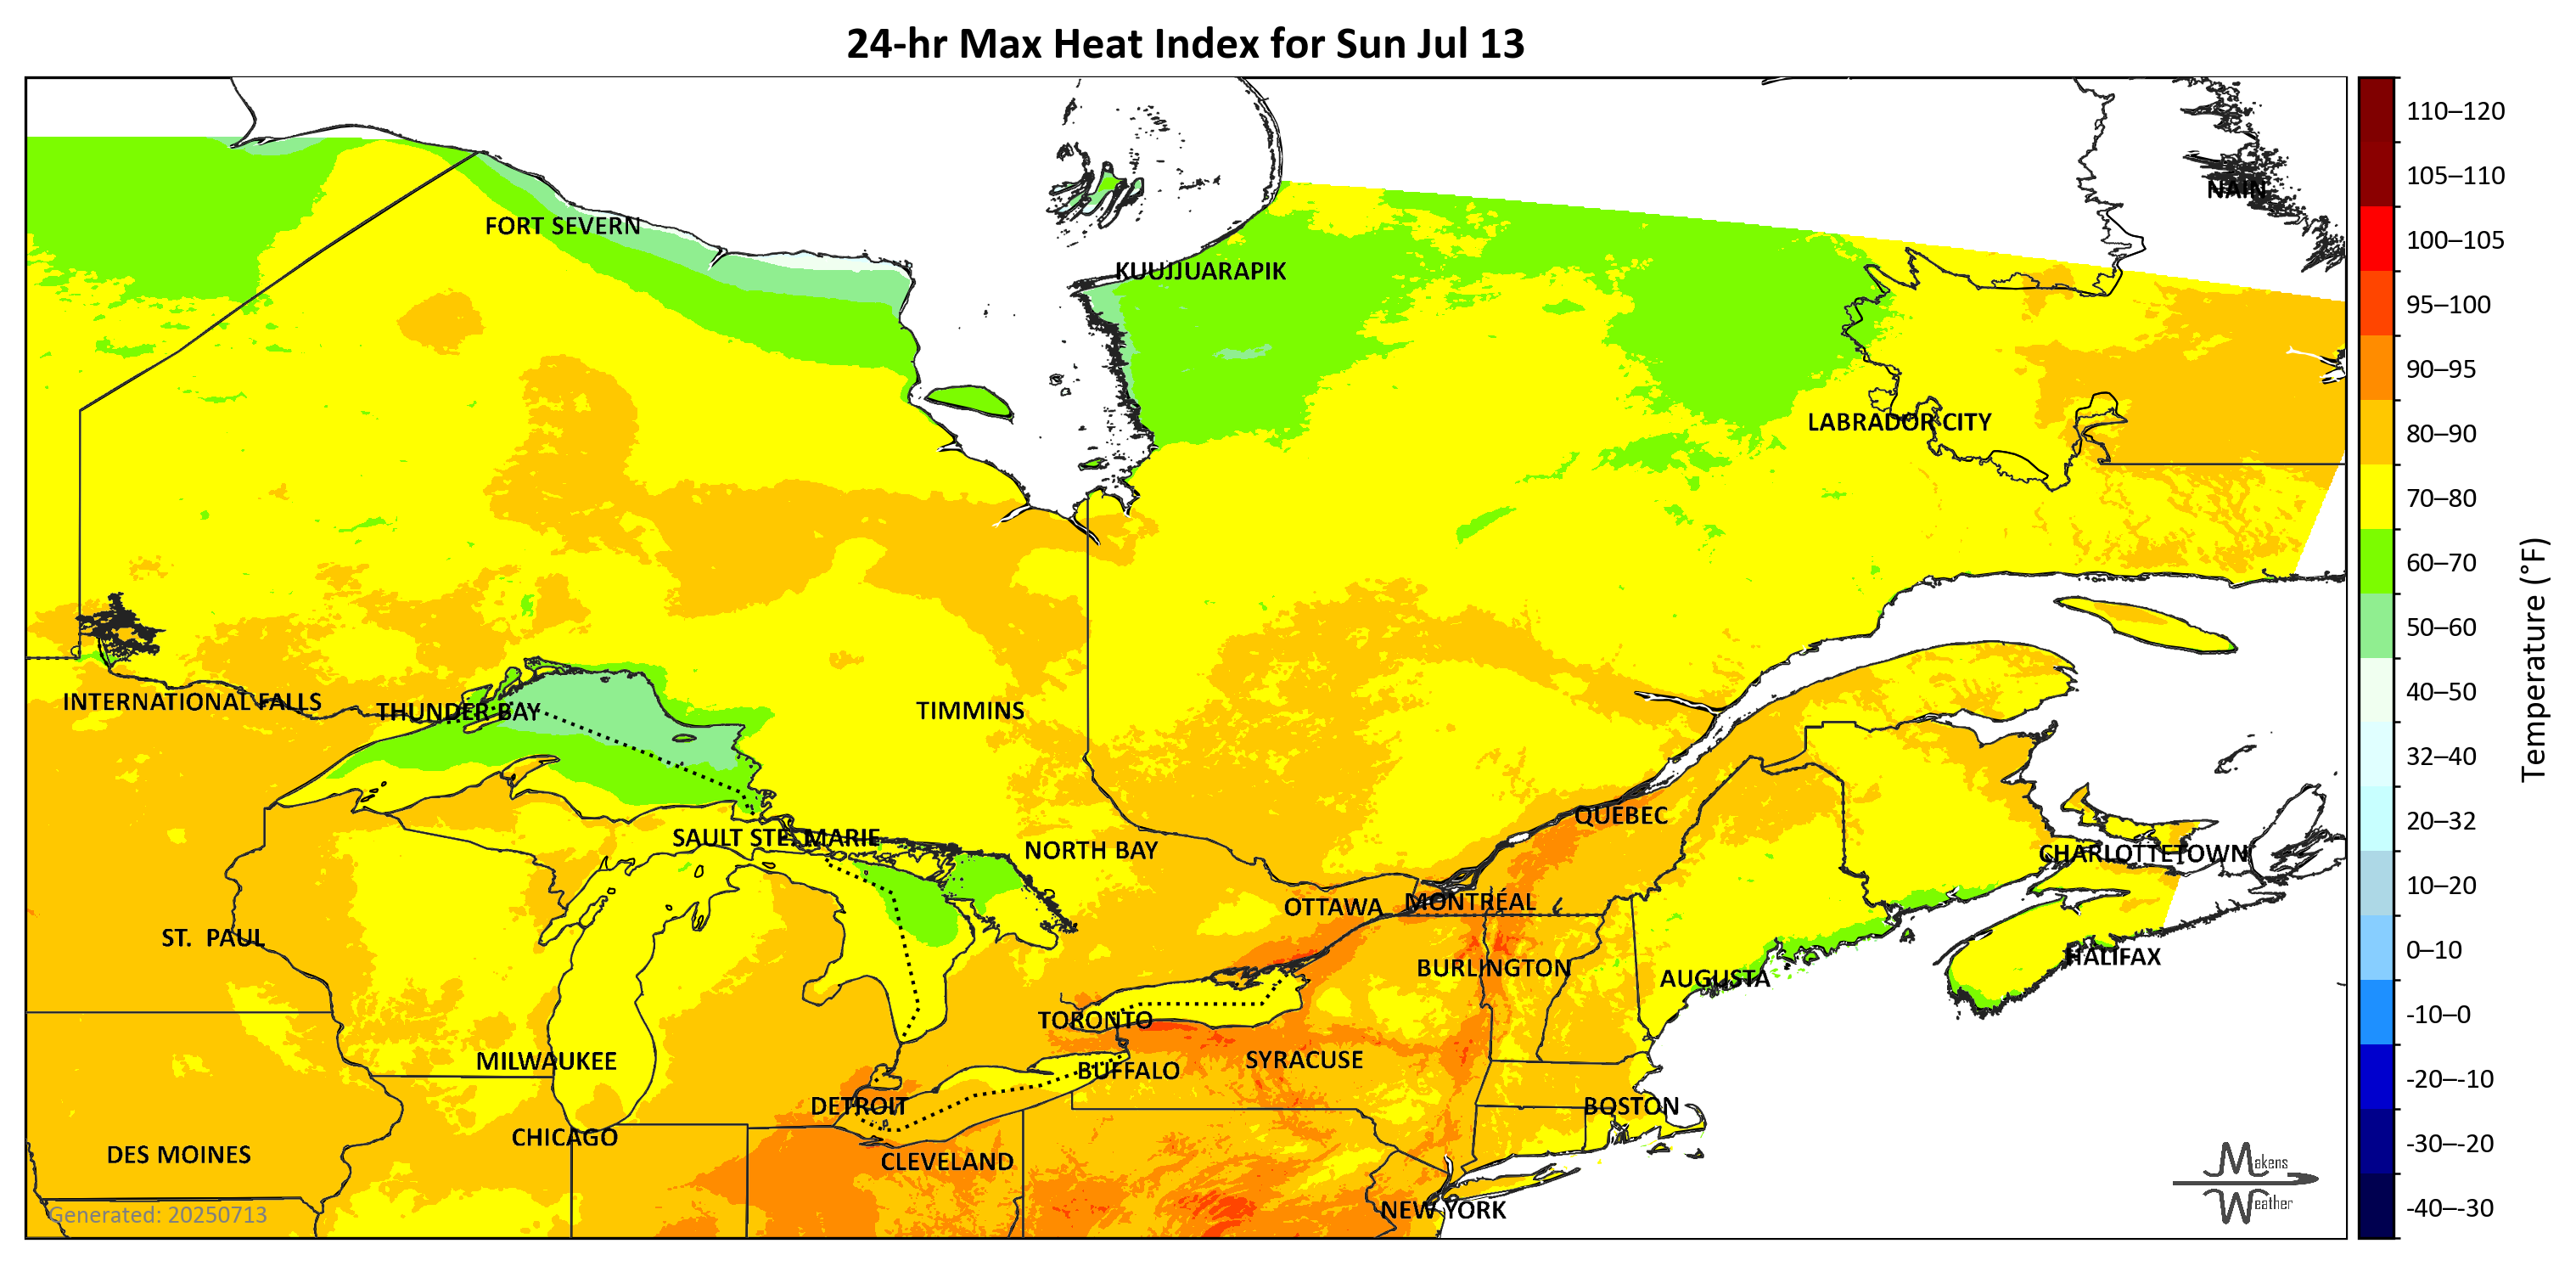 24-hr Max Heat Index for Sun Jul 13
110–120
105–110
NAIN
FORT SEVERN
100–105
KUUJJUARAPIK
95–100
90–95
LABRADOR CITY
80–90
70–80
60–70
50–60
Temperature (°F)
40–50
INTERNATIONAL FALLS
THUNDER BAY
TIMMINS
32–40
QUÉBEC
20–32
SAULT STE. MARIE
NORTH BAY
CHARLOTTETOWN
10–20
OTTAWA
MONTRÉAL
ST. PAUL
0–10
HALIFAX
BURLINGTON
AUGUSTA
TORONTO
-10–0
MILWAUKEE
SYRACUSE
BUFFALO
-20–-10
DETROIT
BOSTON
CHICAGO
-30–-20
DES MOINES
CLEVELAND
Makens
Weather
NEW YORK
-40–-30
Generated: 20250713